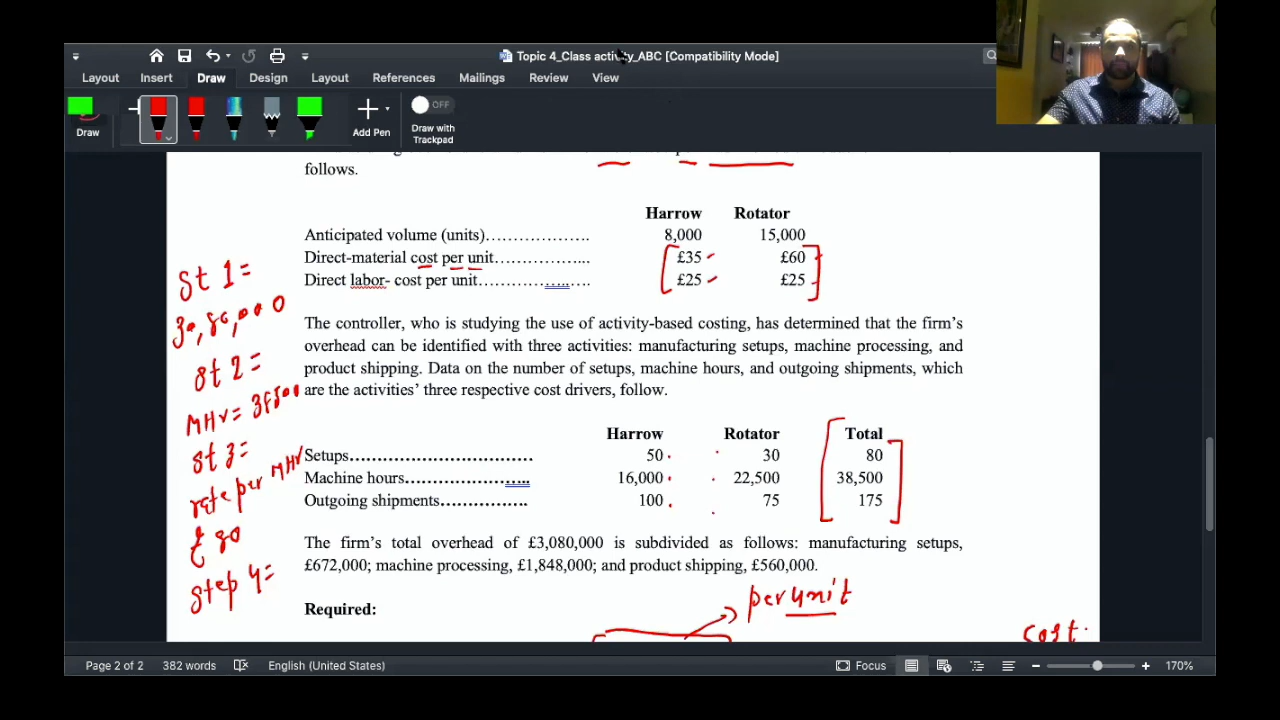 Topic 4_Class activity_ABC [Compatibility Mode]
Layout Insert Draw Design Layout References Mailings Review View
Draw
Add Pen
OFF
Draw with
Trackpad
follows.
Harrow Rotator
Anticipated volume (units)………………. 8,000 15,000
Direct-material cost per unit……………... £35 £60
Direct labor- cost per unit…………..…..…. £25 £25
The controller, who is studying the use of activity-based costing, has determined that the firm’s
overhead can be identified with three activities: manufacturing setups, machine processing, and
product shipping. Data on the number of setups, machine hours, and outgoing shipments, which
are the activities’ three respective cost drivers, follow.
Harrow Rotator Total
Setups…………………………………… 50 30 80
Machine hours……………………….. 16,000 22,500 38,500
Outgoing shipments……………. 100 75 175
The firm’s total overhead of £3,080,000 is subdivided as follows: manufacturing setups,
£672,000; machine processing, £1,848,000; and product shipping, £560,000.
Required:
St 1=
30,80,000
St 2=
MHr= 38500
St 3=
rate per MHr
£ 80
Step 4=
per unit
cost.
Page 2 of 2 382 words English (United States) Focus 170%